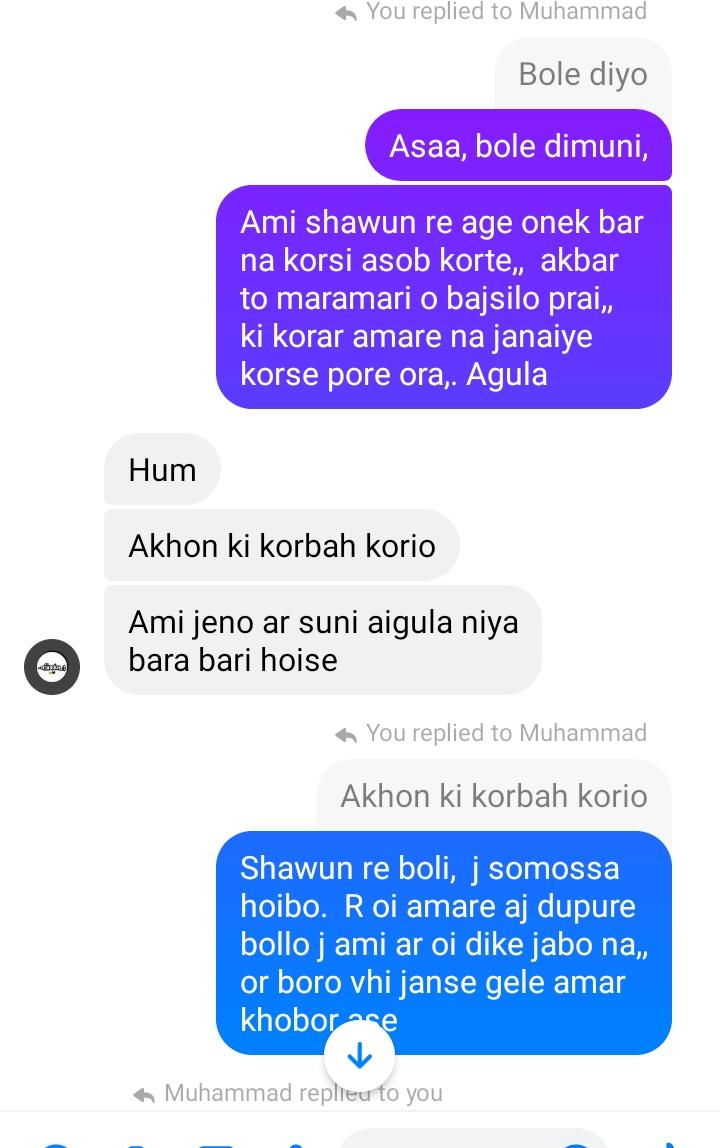 You replied to Muhammad
Bole diyo
Asaa, bole dimuni,
Ami shawun re age onek bar
na korsi asob korte,, akbar
to maramari o bajsilo prai,,
ki korar amare na janaiye
korse pore ora,. Agula
Hum
Akhon ki korbah korio
Ami jeno ar suni aigula niya
bara bari hoise
You replied to Muhammad
Akhon ki korbah korio
Shawun re boli, j somossa
hoibo. R oi amare aj dupure
bollo j ami ar oi dike jabo na,,
or boro vhi janse gele amar
khobor ase
Muhammad replied to you